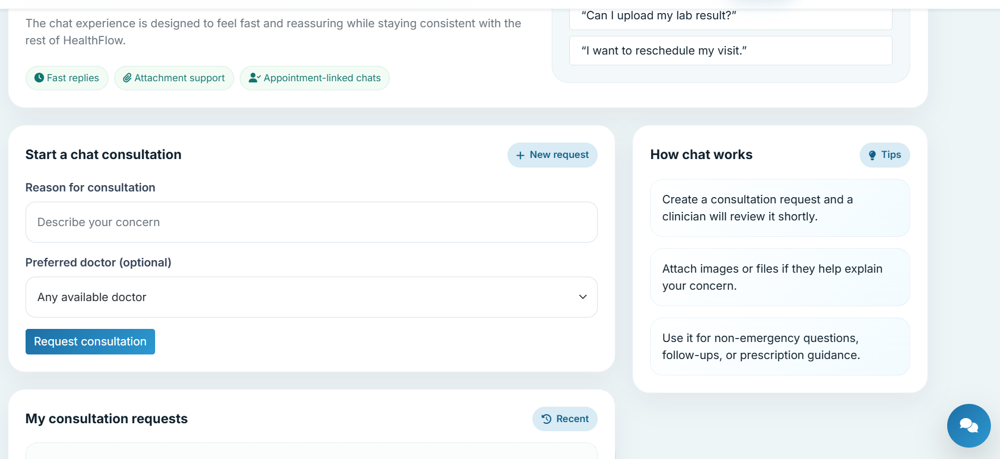 The chat experience is designed to feel fast and reassuring while staying consistent with the
rest of HealthFlow.
Fast replies
Attachment support
Appointment-linked chats
“Can I upload my lab result?”
“I want to reschedule my visit.”
Start a chat consultation
New request
Reason for consultation
Describe your concern
Preferred doctor (optional)
Any available doctor
Request consultation
How chat works
Tips
Create a consultation request and a
clinician will review it shortly.
Attach images or files if they help explain
your concern.
Use it for non-emergency questions,
follow-ups, or prescription guidance.
My consultation requests
Recent